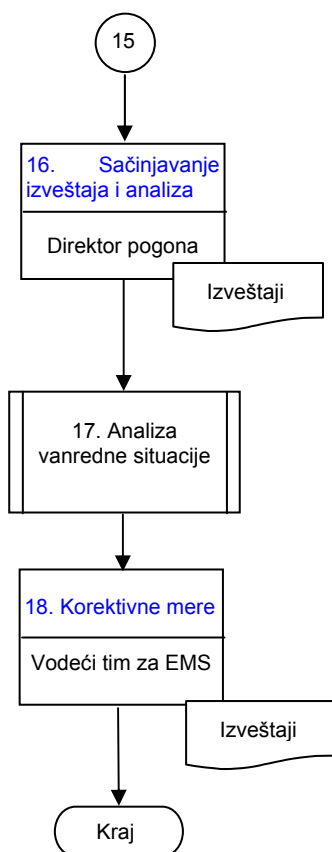 15
16. Sačinjavanje
izveštaja i analiza
Direktor pogona
Izveštaji
17. Analiza
vanredne situacije
18. Korektivne mere
Vodeći tim za EMS
Izveštaji
Kraj